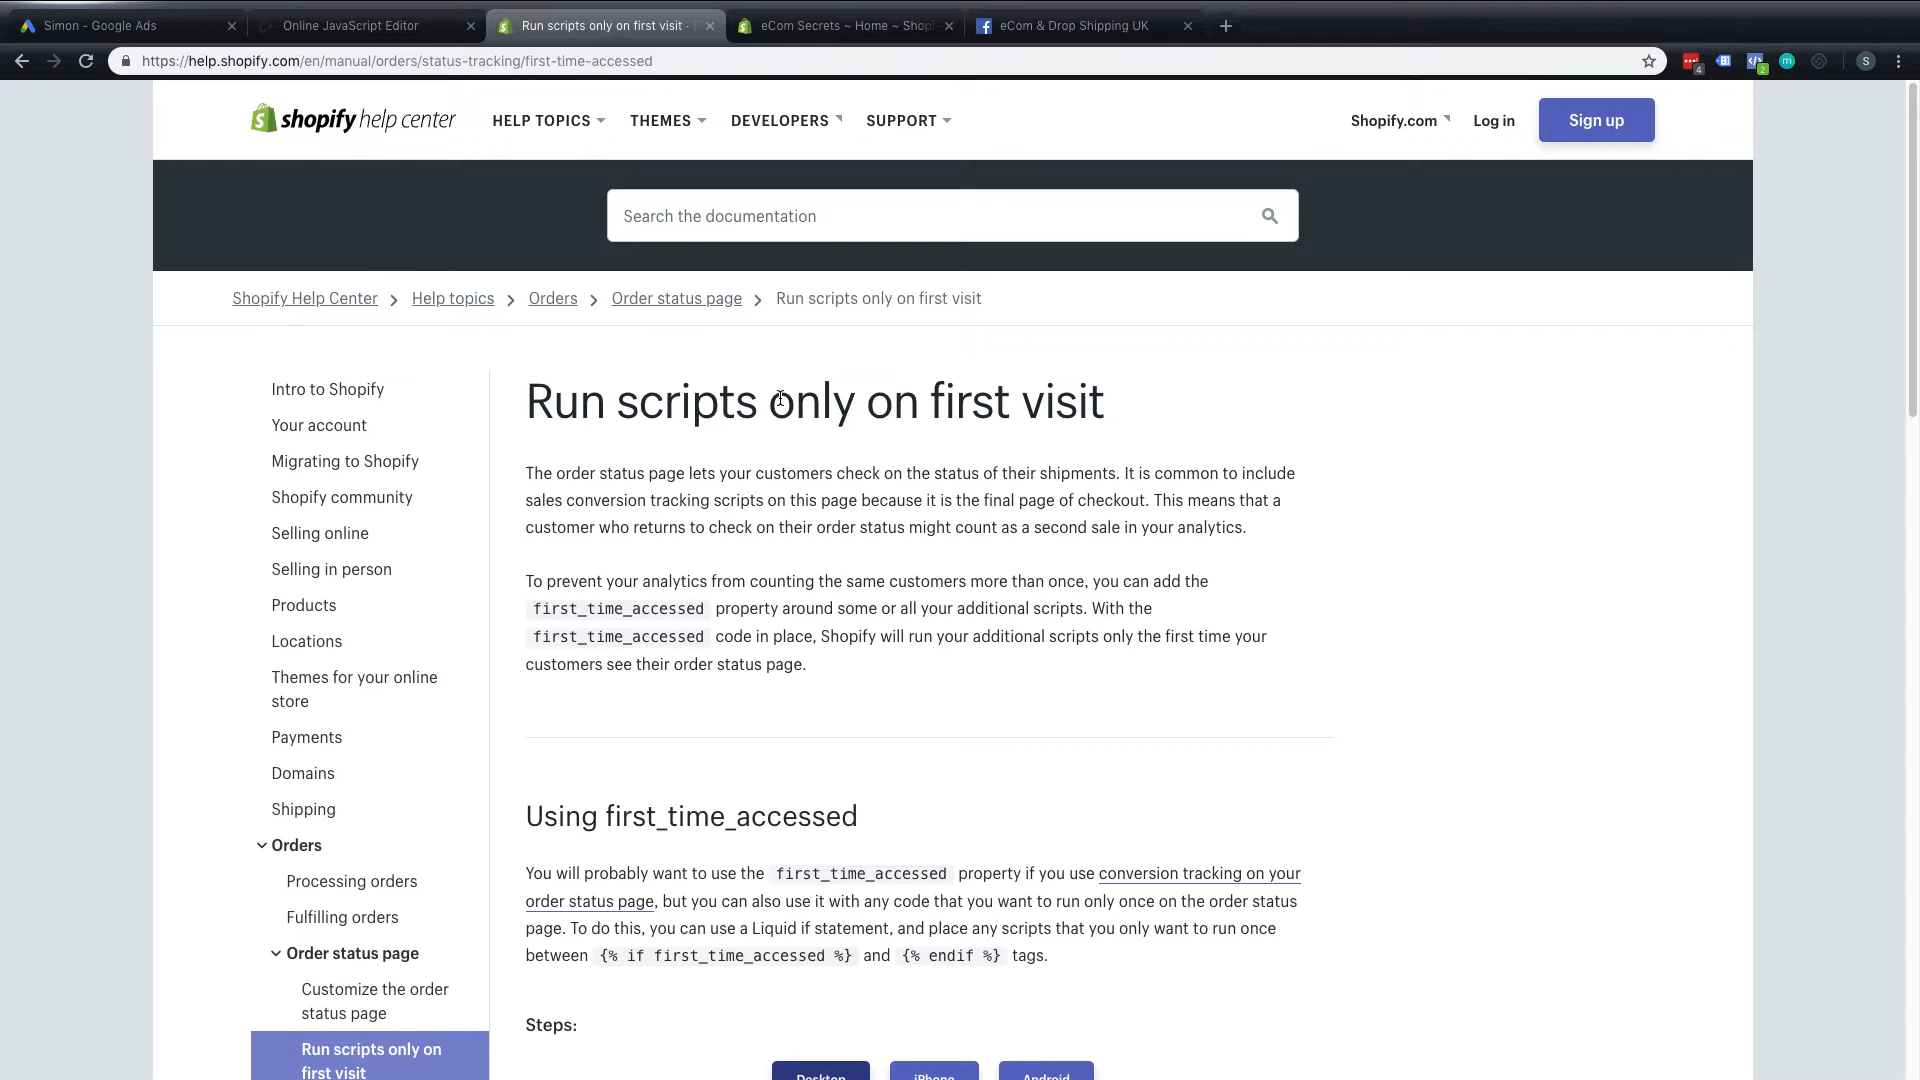 Simon - Google Ads
Online JavaScript Editor
Run scripts only on first visit ·
eCom Secrets ~ Home ~ Shop
eCom & Drop Shipping UK
https://help.shopify.com/en/manual/orders/status-tracking/first-time-accessed
4
2
m
S
shopify help center
HELP TOPICS
THEMES
DEVELOPERS
SUPPORT
Shopify.com
Log in
Sign up
Search the documentation
Shopify Help Center > Help topics > Orders > Order status page > Run scripts only on first visit
Intro to Shopify
Your account
Migrating to Shopify
Shopify community
Selling online
Selling in person
Products
Locations
Themes for your online
store
Payments
Domains
Shipping
Orders
Processing orders
Fulfilling orders
Order status page
Customize the order
status page
Run scripts only on
first visit
Run scripts only on first visit
The order status page lets your customers check on the status of their shipments. It is common to include
sales conversion tracking scripts on this page because it is the final page of checkout. This means that a
customer who returns to check on their order status might count as a second sale in your analytics.
To prevent your analytics from counting the same customers more than once, you can add the
first_time_accessed property around some or all your additional scripts. With the
first_time_accessed code in place, Shopify will run your additional scripts only the first time your
customers see their order status page.
Using first_time_accessed
You will probably want to use the first_time_accessed property if you use conversion tracking on your
order status page, but you can also use it with any code that you want to run only once on the order status
page. To do this, you can use a Liquid if statement, and place any scripts that you only want to run once
between {% if first_time_accessed %} and {% endif %} tags.
Steps:
Desktop
iPhone
Android